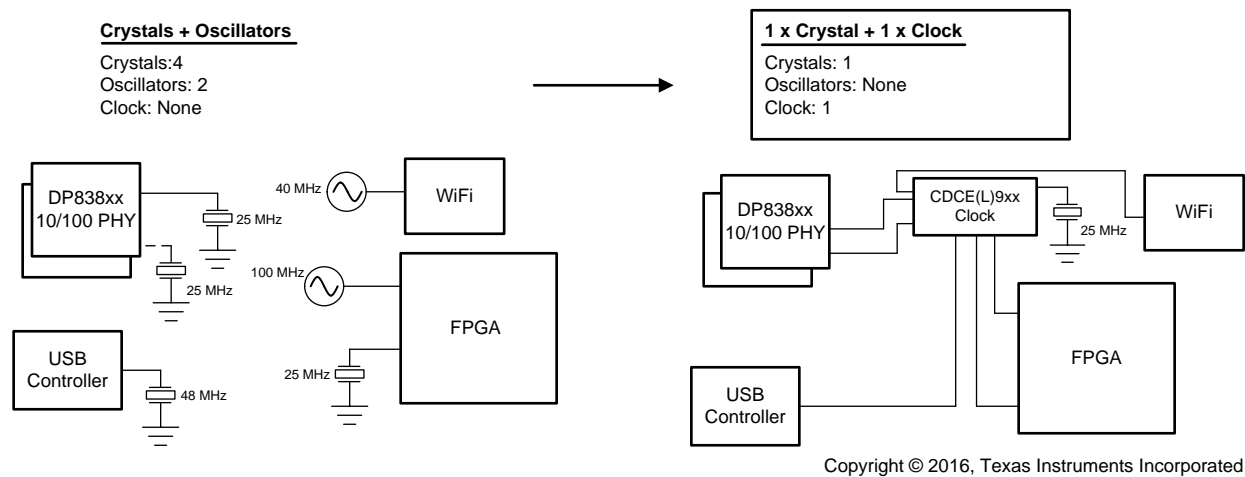 Crystals + Oscillators
Crystals:4
Oscillators: 2
Clock: None
1 x Crystal + 1 x Clock
Crystals: 1
Oscillators: None
Clock: 1
DP838xx
10/100 PHY
25 MHz
25 MHz
USB
Controller
48 MHz
40 MHz
WiFi
100 MHz
FPGA
25 MHz
DP838xx
10/100 PHY
CDCE(L)9xx
Clock
25 MHz
WiFi
FPGA
USB
Controller
Copyright © 2016, Texas Instruments Incorporated